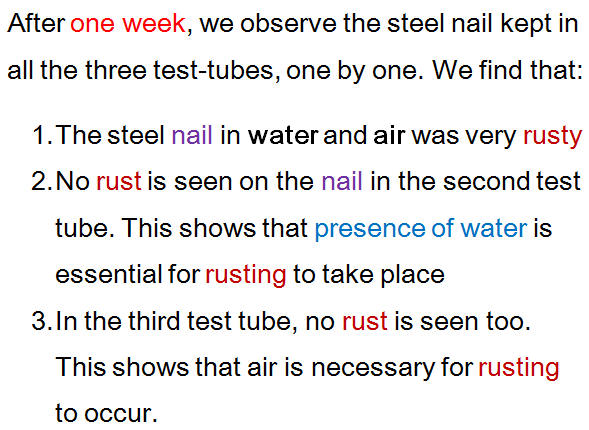 After one week, we observe the steel nail kept in
all the three test-tubes, one by one. We find that:
1.The steel nail in water and air was very rusty
2.No rust is seen on the nail in the second test
tube. This shows that presence of water is
essential for rusting to take place
3.In the third test tube, no rust is seen too.
This shows that air is necessary for rusting
to occur.